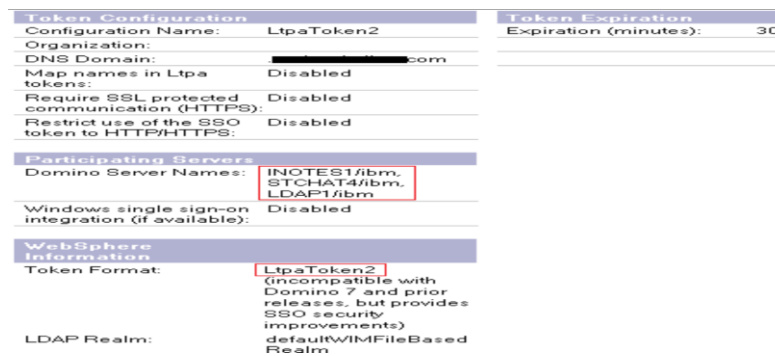 Token Configuration
Configuration Name: LtpaToken2
Organization:
DNS Domain: . com
Map names in Ltpa tokens: Disabled
Require SSL protected communication (HTTPS): Disabled
Restrict use of the SSO token to HTTP/HTTPS: Disabled
Token Expiration
Expiration (minutes): 30
Participating Servers
Domino Server Names: INOTES1/ibm,
STCHAT4/ibm,
LDAP1/ibm
Windows single sign-on integration (if available): Disabled
WebSphere
Information
Token Format: LtpaToken2
(incompatible with
Domino 7 and prior
releases, but provides
SSO security
improvements)
LDAP Realm: defaultWIMFileBased
Realm